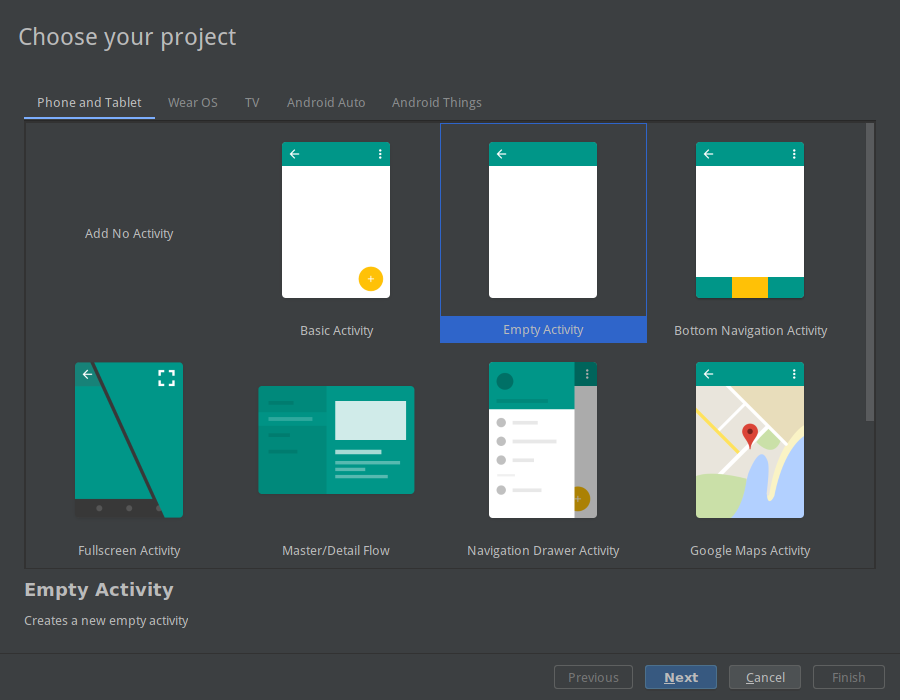 Choose your project
Phone and Tablet
Wear OS
TV
Android Auto
Android Things
Add No Activity
Basic Activity
Empty Activity
Bottom Navigation Activity
Fullscreen Activity
Master/Detail Flow
Navigation Drawer Activity
Google Maps Activity
Empty Activity
Creates a new empty activity
Previous
Next
Cancel
Finish